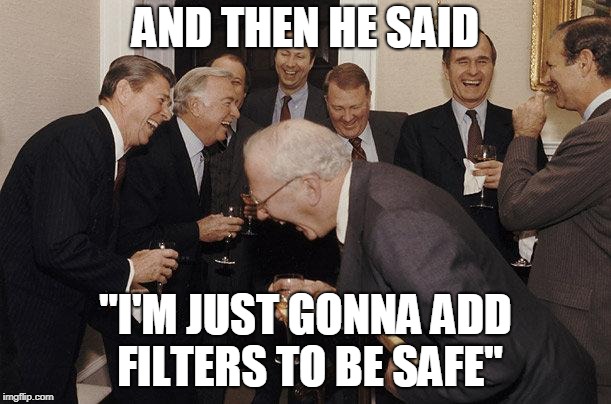 AND THEN HE SAID
"I'M JUST GONNA ADD
FILTERS TO BE SAFE"
imgflip.com